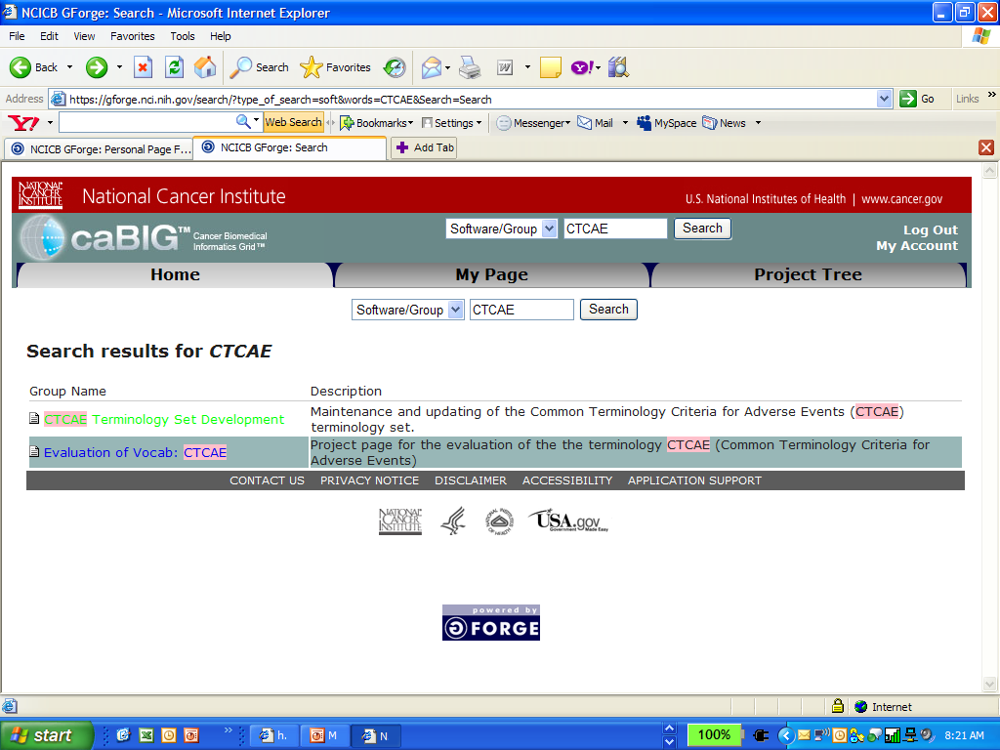 NCICB GForge: Search - Microsoft Internet Explorer
File Edit View Favorites Tools Help
Back Search Favorites
Address https://gforge.nci.nih.gov/search/?type_of_search=soft&words=CTCAE&Search=Search Go Links »
Y! Web Search Bookmarks Settings Messenger Mail MySpace News
NCICB GForge: Personal Page F... NCICB GForge: Search Add Tab
NATIONAL CANCER INSTITUTE National Cancer Institute U.S. National Institutes of Health | www.cancer.gov
caBIG™ Cancer Biomedical Informatics Grid™ Software/Group CTCAE Search Log Out
My Account
Home My Page Project Tree
Software/Group CTCAE Search
Search results for CTCAE
Group Name Description
CTCAE Terminology Set Development Maintenance and updating of the Common Terminology Criteria for Adverse Events (CTCAE)
terminology set.
Evaluation of Vocab: CTCAE Project page for the evaluation of the the terminology CTCAE (Common Terminology Criteria for
Adverse Events)
CONTACT US PRIVACY NOTICE DISCLAIMER ACCESSIBILITY APPLICATION SUPPORT
NATIONAL CANCER INSTITUTE USA.gov
Government Made Easy
powered by
GFORGE
Internet
start » h. M N 100% 8:21 AM